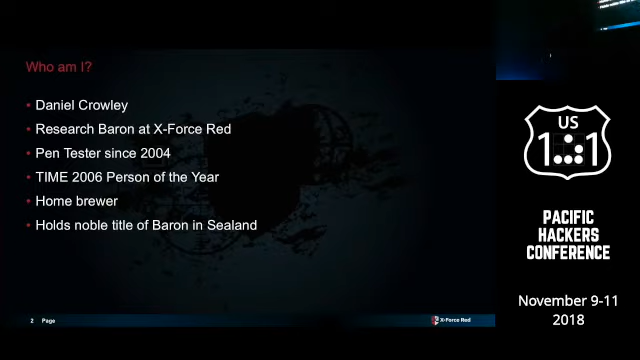 Who am I?
• Daniel Crowley
• Research Baron at X-Force Red
• Pen Tester since 2004
• TIME 2006 Person of the Year
• Home brewer
• Holds noble title of Baron in Sealand
2 Page
X-Force Red
US
1 1
PACIFIC
HACKERS
CONFERENCE
November 9-11
2018